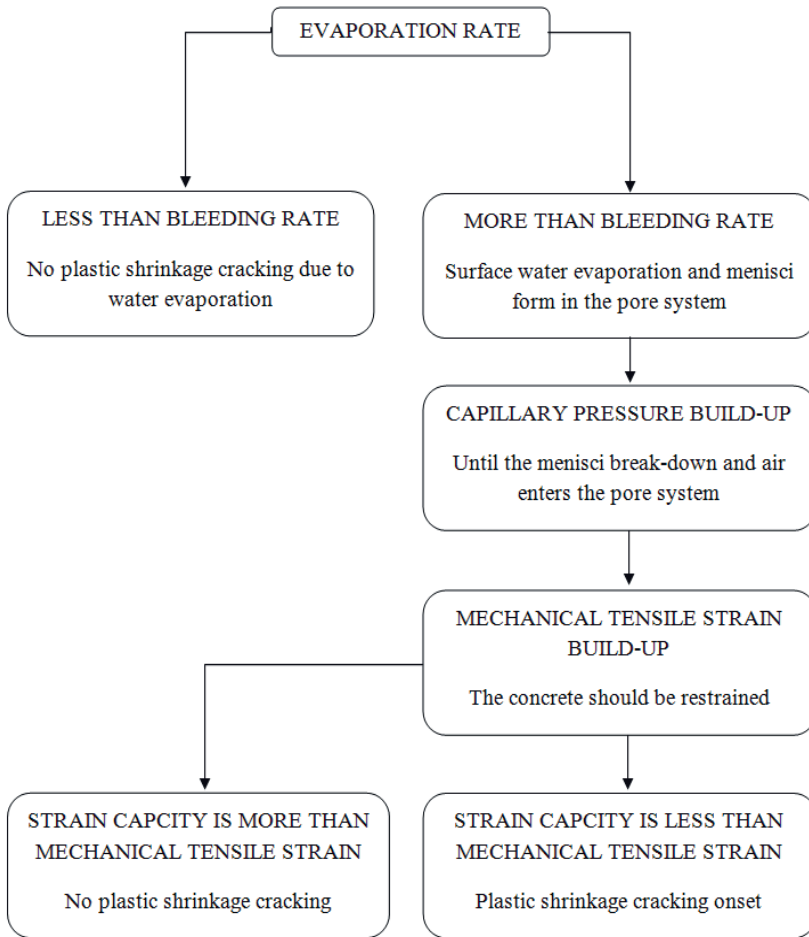 EVAPORATION RATE
LESS THAN BLEEDING RATE
No plastic shrinkage cracking due to
water evaporation
MORE THAN BLEEDING RATE
Surface water evaporation and menisci
form in the pore system
CAPILLARY PRESSURE BUILD-UP
Until the menisci break-down and air
enters the pore system
MECHANICAL TENSILE STRAIN
BUILD-UP
The concrete should be restrained
STRAIN CAPCITY IS MORE THAN
MECHANICAL TENSILE STRAIN
No plastic shrinkage cracking
STRAIN CAPCITY IS LESS THAN
MECHANICAL TENSILE STRAIN
Plastic shrinkage cracking onset